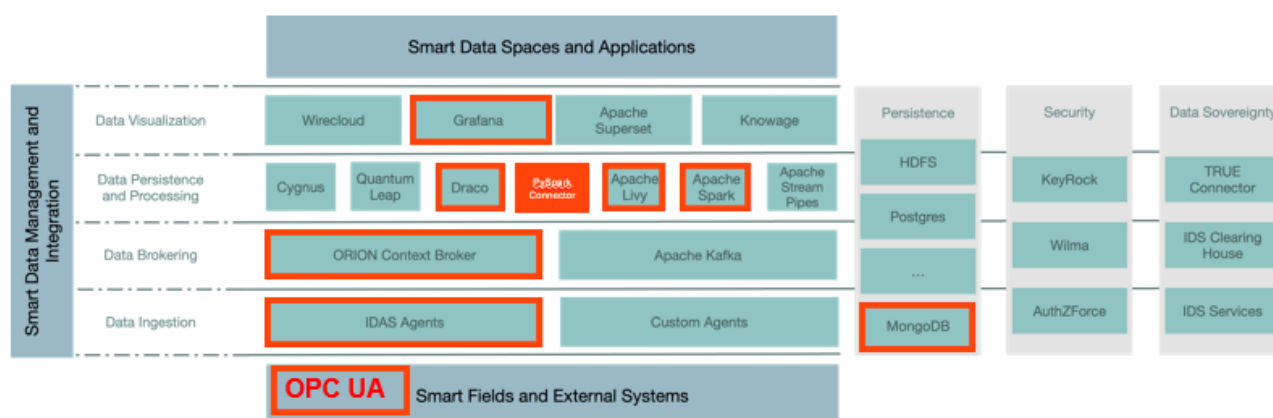 Smart Data Spaces and Applications
Smart Data Management and
Integration
Data Visualization
Wirecloud
Grafana
Apache
Superset
Knowage
Data Persistence
and Processing
Cygnus
Quantum
Leap
Draco
Connector
Apache
Livy
Apache
Spark
Apache
Stream
Pipes
Data Brokering
ORION Context Broker
Apache Kafka
Data Ingestion
IDAS Agents
Custom Agents
OPC UA
Smart Fields and External Systems
Persistence
HDFS
Postgres
...
MongoDB
Security
KeyRock
Wilma
AuthZForce
Data Sovereignty
TRUE
Connector
IDS Clearing
House
IDS Services